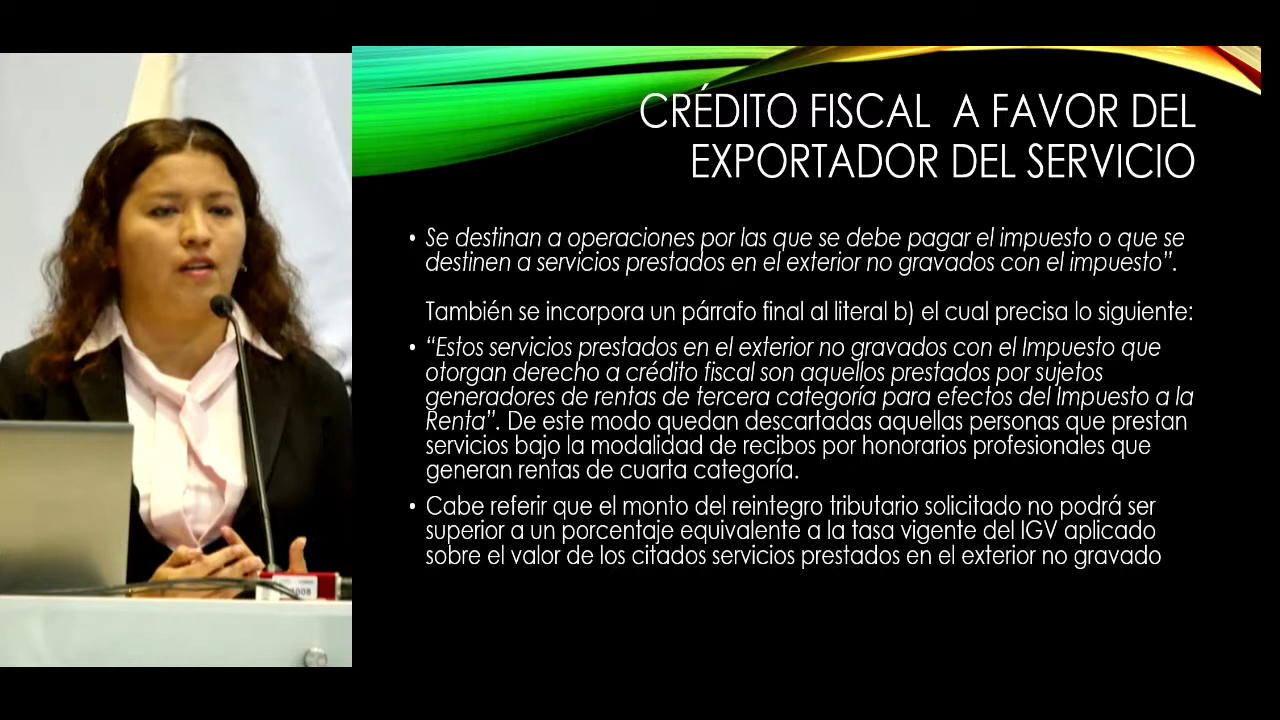 CRÉDITO FISCAL A FAVOR DEL
EXPORTADOR DEL SERVICIO
• Se destinan a operaciones por las que se debe pagar el impuesto o que se
destinen a servicios prestados en el exterior no gravados con el impuesto”.
También se incorpora un párrafo final al literal b) el cual precisa lo siguiente:
• “Estos servicios prestados en el exterior no gravados con el Impuesto que
otorgan derecho a crédito fiscal son aquellos prestados por sujetos
generadores de rentas de tercera categoría para efectos del Impuesto a la
Renta”. De este modo quedan descartadas aquellas personas que prestan
servicios bajo la modalidad de recibos por honorarios profesionales que
generan rentas de cuarta categoría.
• Cabe referir que el monto del reintegro tributario solicitado no podrá ser
superior a un porcentaje equivalente a la tasa vigente del IGV aplicado
sobre el valor de los citados servicios prestados en el exterior no gravado